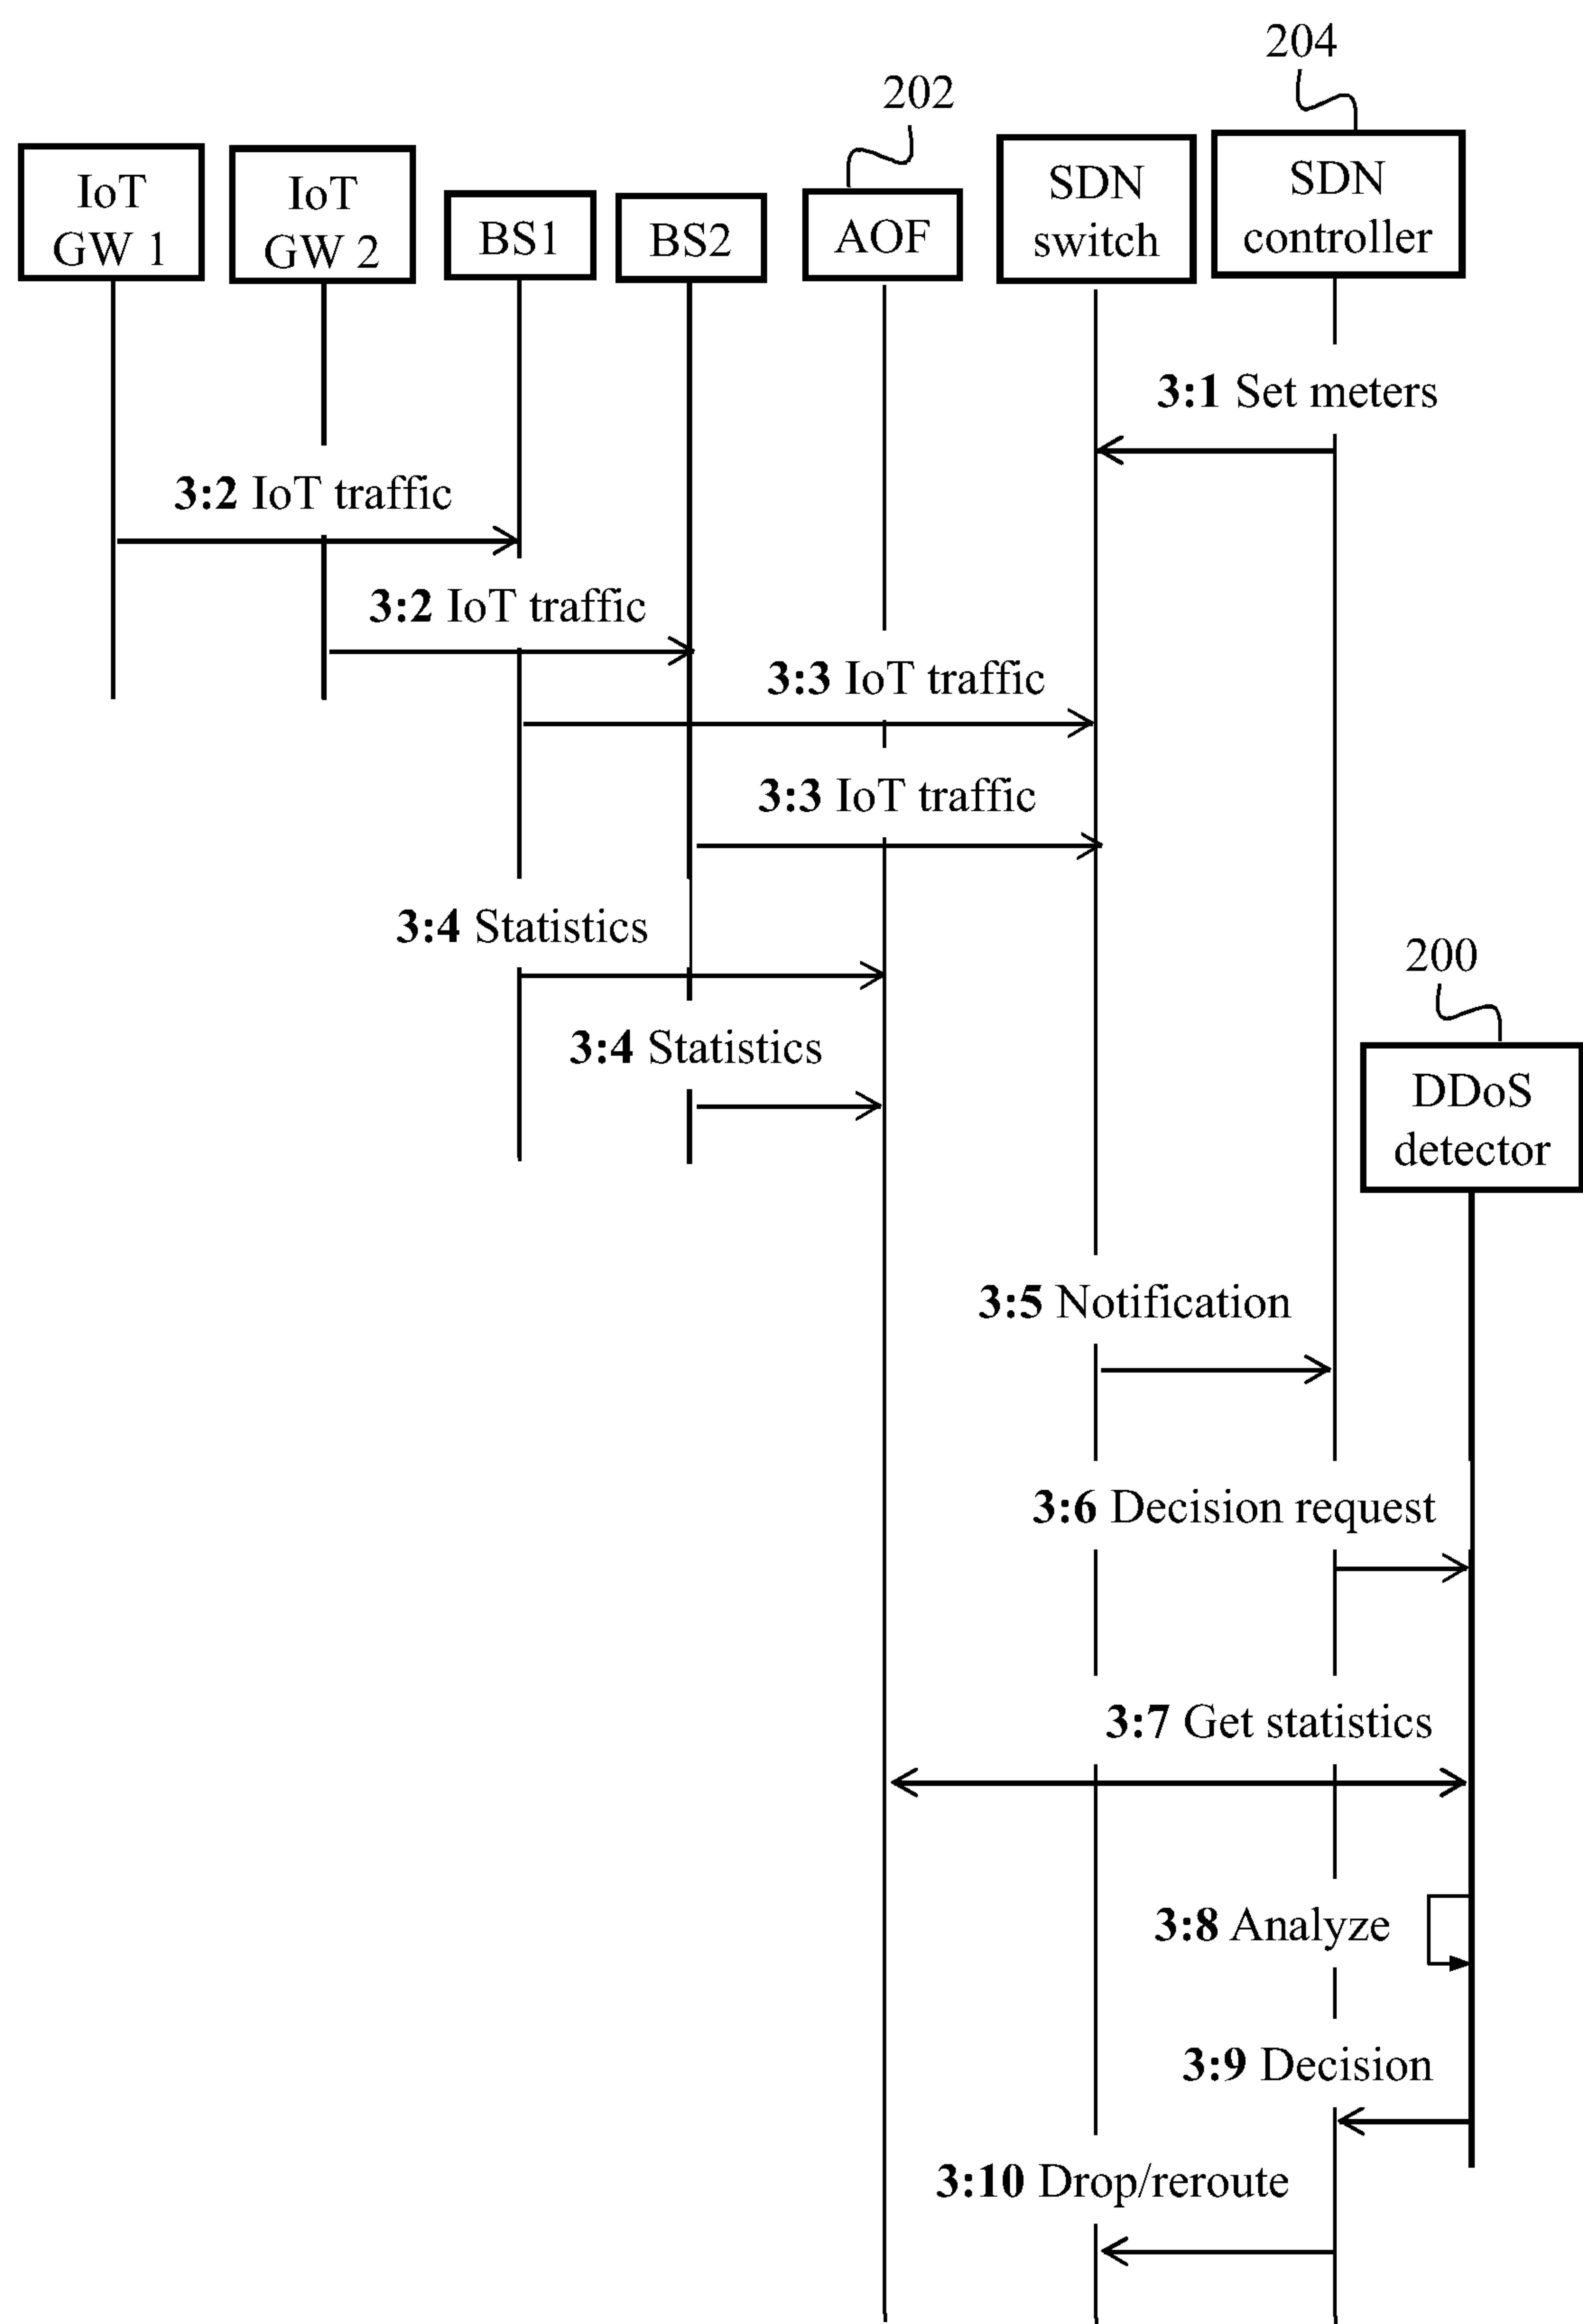 204
202
IoT
GW 1
IoT
GW 2
BS1
BS2
AOF
SDN
switch
SDN
controller
3:1 Set meters
3:2 IoT traffic
3:2 IoT traffic
3:3 IoT traffic
3:3 IoT traffic
3:4 Statistics
200
3:4 Statistics
DDoS
detector
3:5 Notification
3:6 Decision request
3:7 Get statistics
3:8 Analyze
3:9 Decision
3:10 Drop/reroute